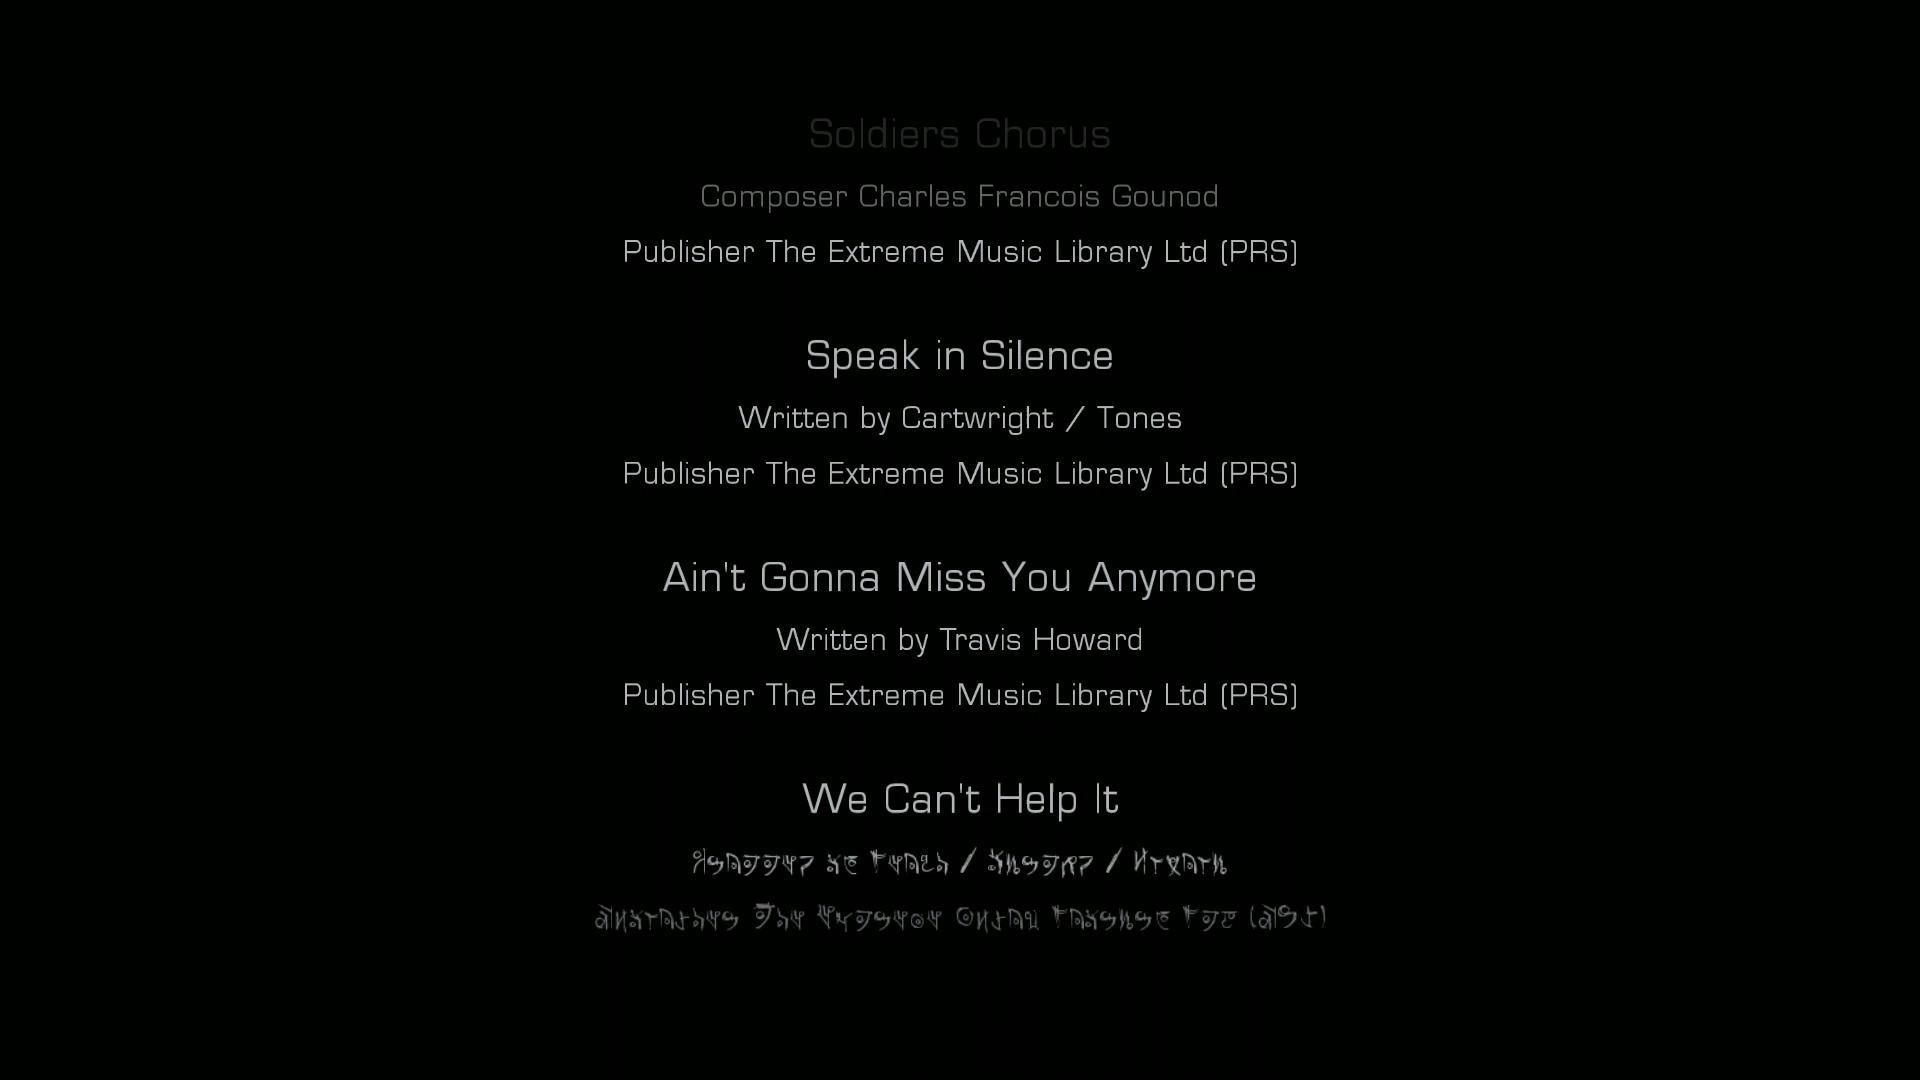 Soldiers Chorus
Composer Charles Francois Gounod
Publisher The Extreme Music Library Ltd (PRS)
Speak in Silence
Written by Cartwright / Tones
Publisher The Extreme Music Library Ltd (PRS)
Ain't Gonna Miss You Anymore
Written by Travis Howard
Publisher The Extreme Music Library Ltd (PRS)
We Can't Help It